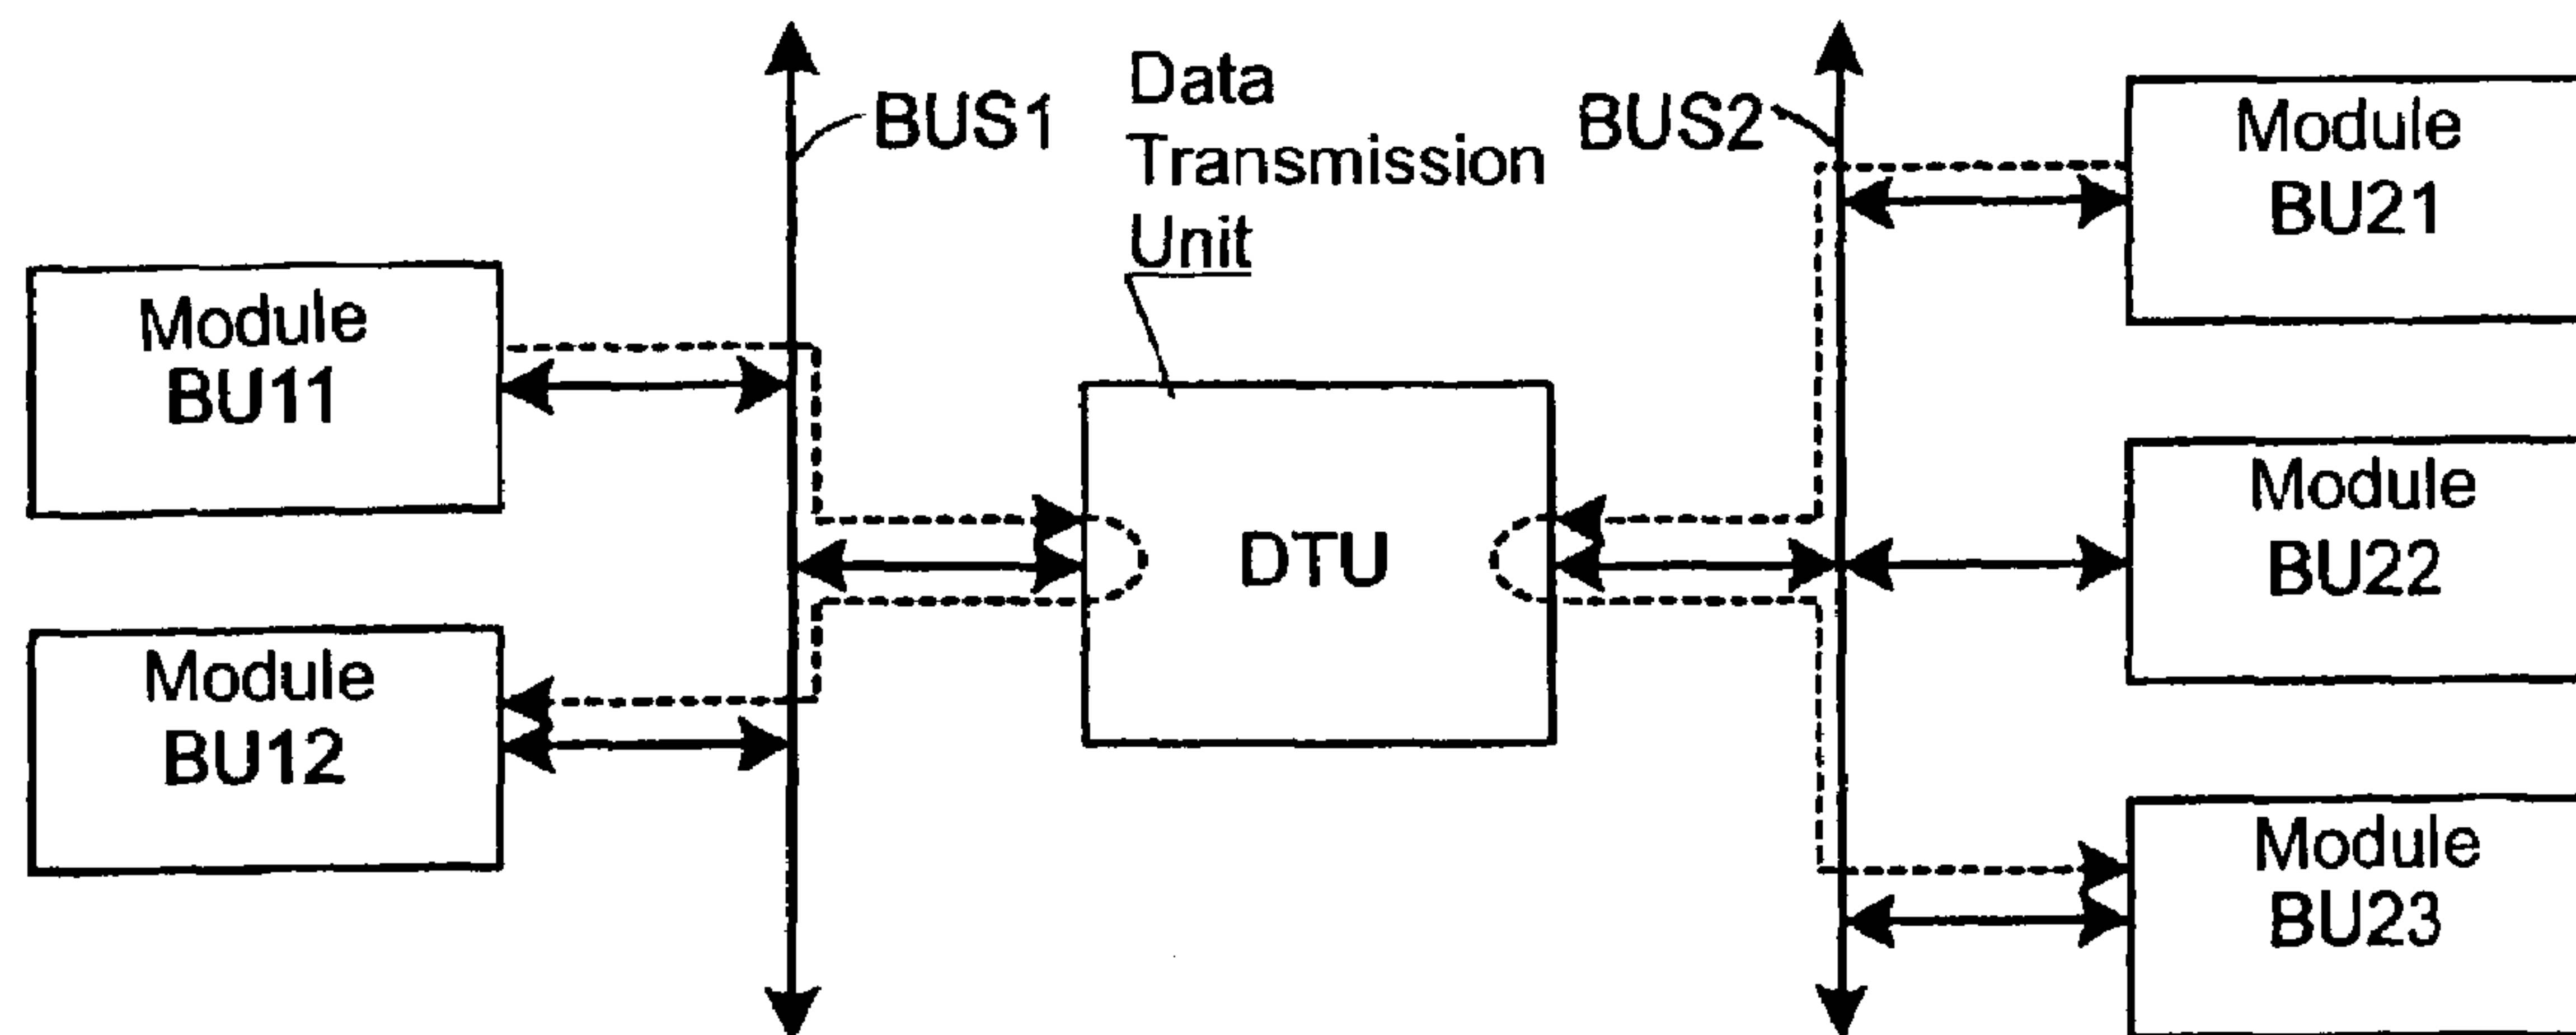 BUS1
Data
Transmission
Unit
BUS2
Module
BU21
Module
BU11
DTU
Module
BU22
Module
BU12
Module
BU23